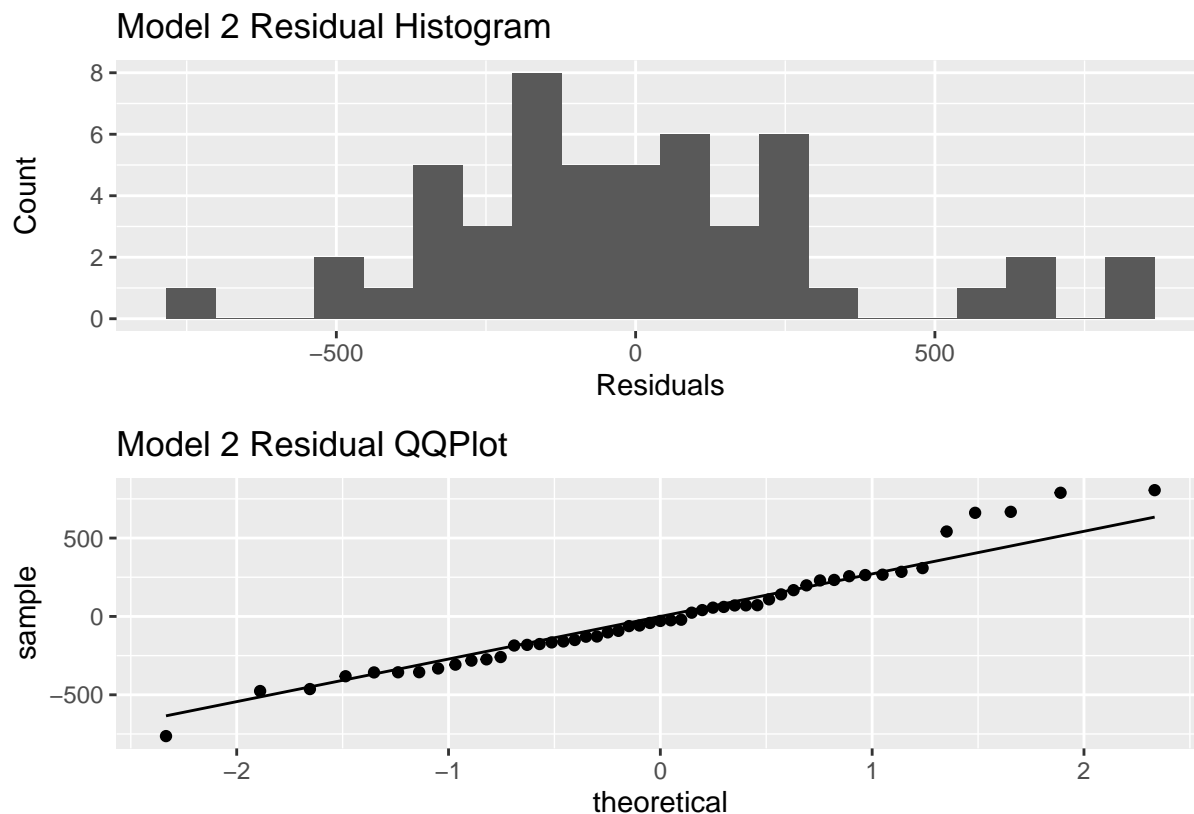 Model 2 Residual Histogram
8
6
4
2
0
Count
−500
0
500
Residuals
Model 2 Residual QQPlot
500
0
−500
sample
−2
−1
0
1
2
theoretical